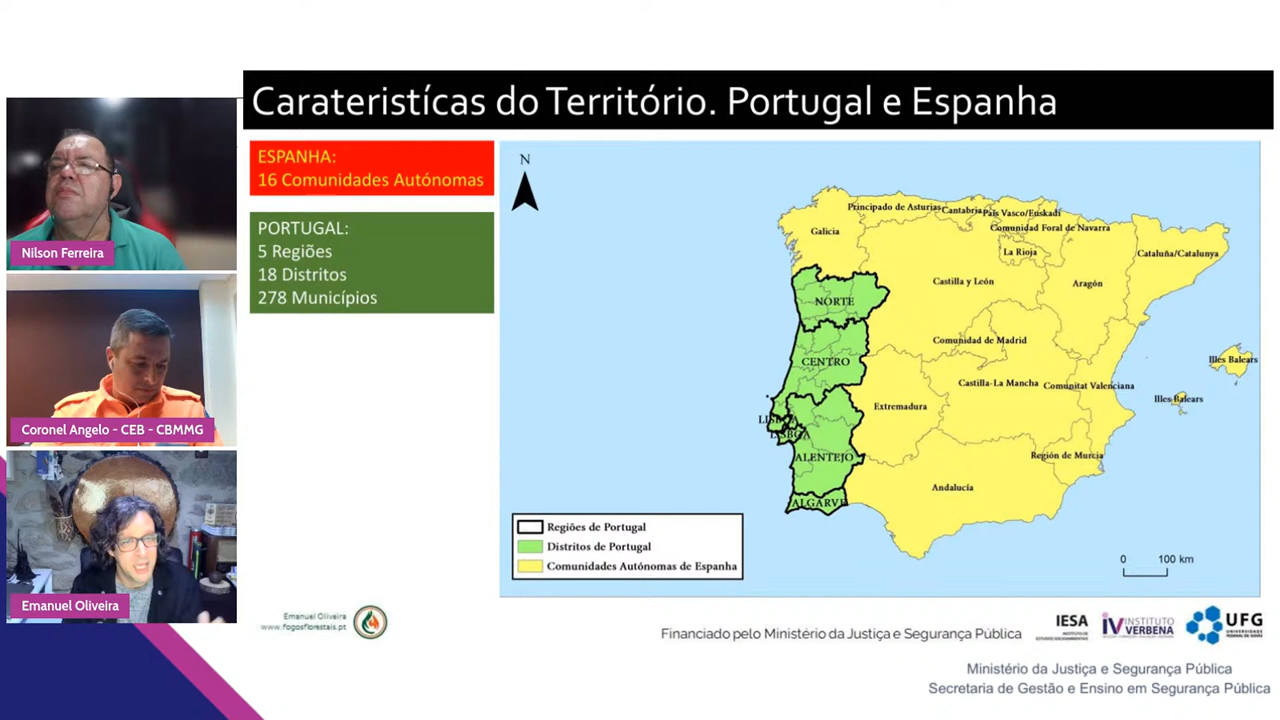 Carateristícas do Território. Portugal e Espanha
ESPANHA:
16 Comunidades Autónomas
PORTUGAL:
5 Regiões
18 Distritos
278 Municípios
Nilson Ferreira
Coronel Angelo - CEB - CBMMG
Emanuel Oliveira
N
Principado de Asturias
Cantabria
País Vasco/Euskadi
Galicia
Comunidad Foral de Navarra
La Rioja
Cataluña/Catalunya
Castilla y León
Aragón
NORTE
Comunidad de Madrid
CENTRO
Illes Balears
Castilla-La Mancha
Comunitat Valenciana
Illes Balears
Extremadura
LISBOA
LISBOA
ALENTEJO
Región de Murcia
Andalucía
ALGARVE
Regiões de Portugal
Distritos de Portugal
Comunidades Autónomas de Espanha
0 100 km
Emanuel Oliveira
www.fogosflorestais.pt
Financiado pelo Ministério da Justiça e Segurança Pública
IESA
INSTITUTO
VERBENA
UFG
Ministério da Justiça e Segurança Pública
Secretaria de Gestão e Ensino em Segurança Pública